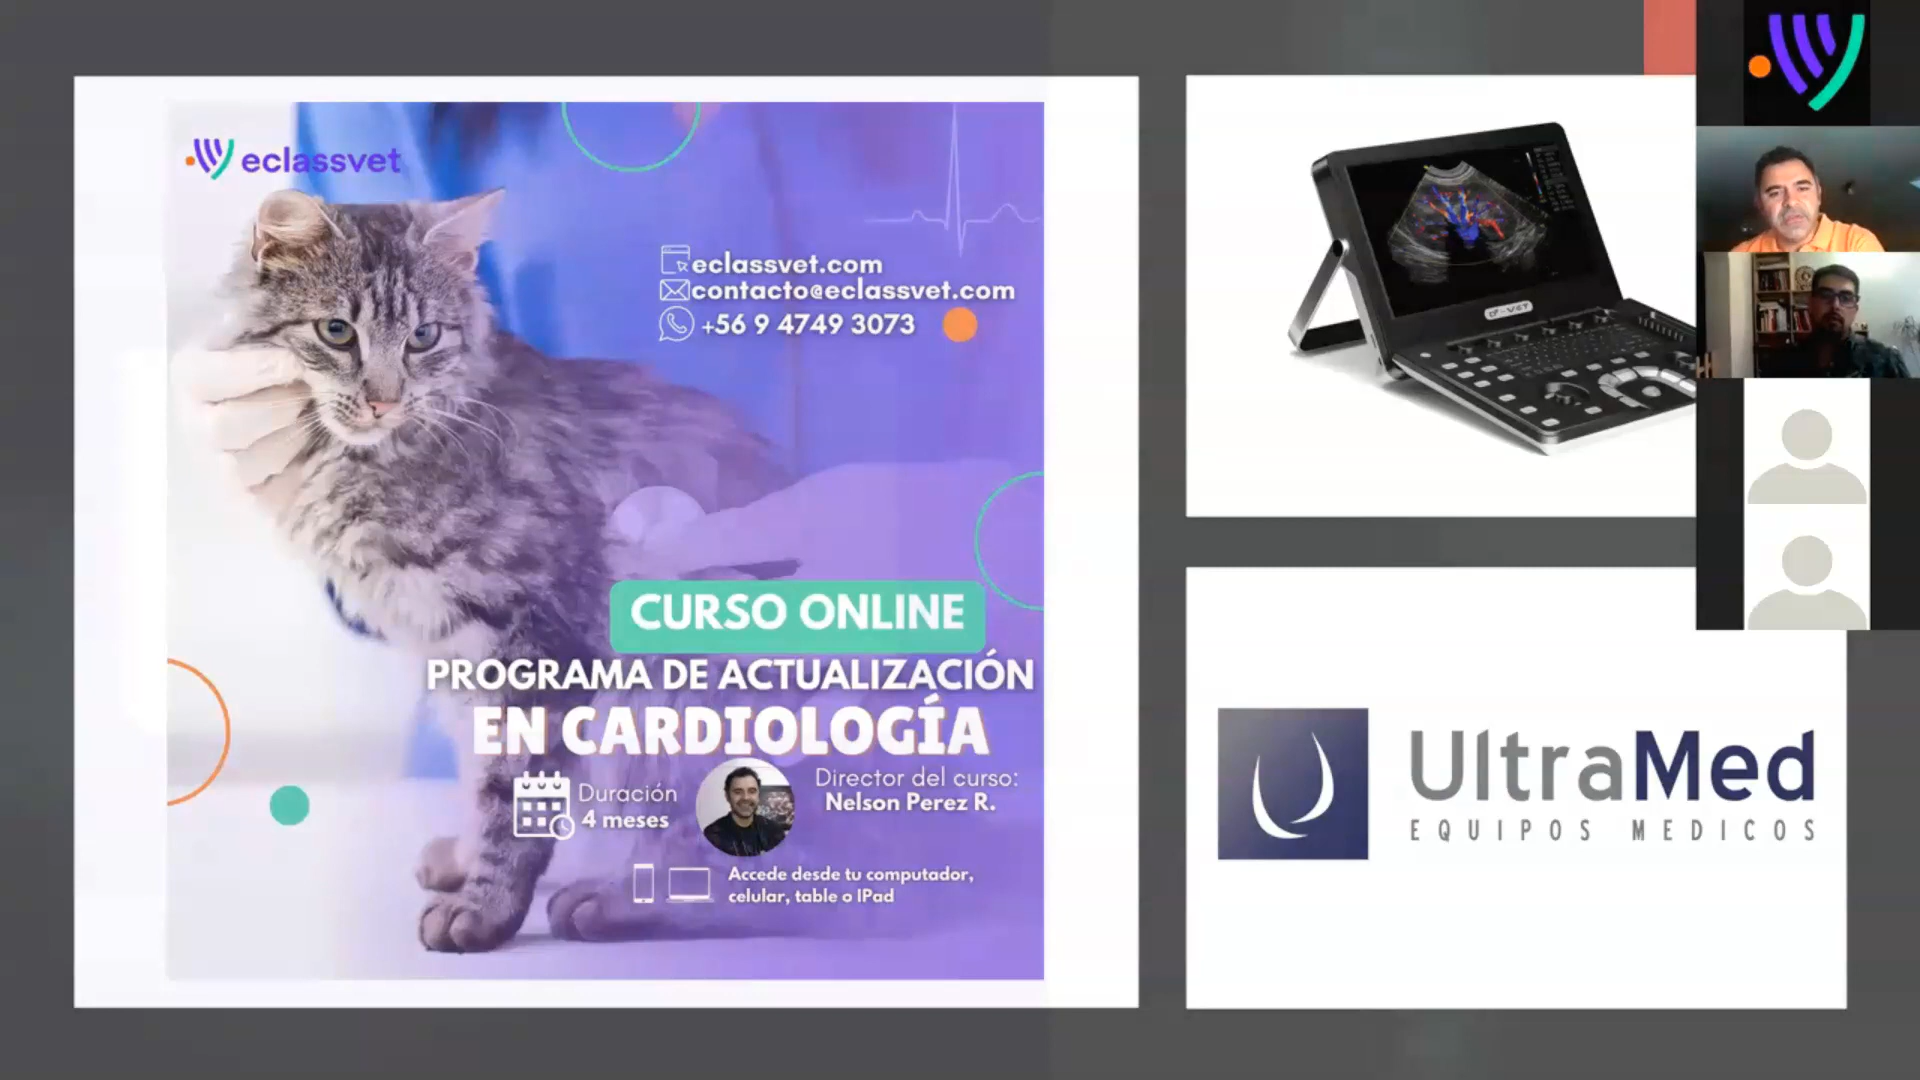 eclassvet
eclassvet.com
contacto@eclassvet.com
+56 9 4749 3073
CURSO ONLINE
PROGRAMA DE ACTUALIZACIÓN
EN CARDIOLOGÍA
Duración
4 meses
Director del curso:
Nelson Perez R.
Accede desde tu computador,
celular, table o IPad
UltraMed
EQUIPOS MEDICOS